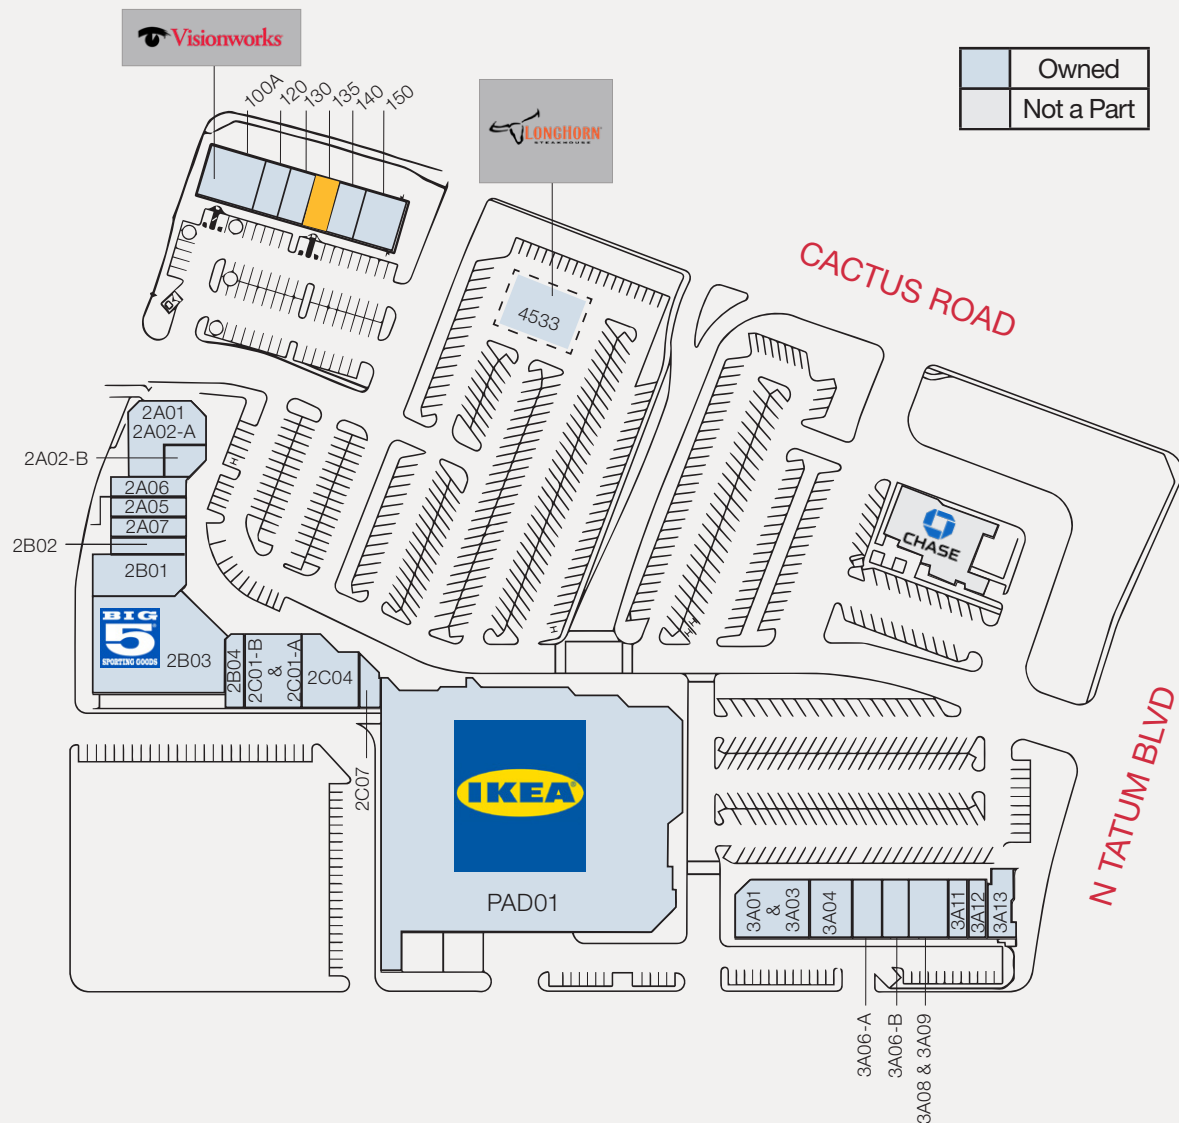 Visionworks
Owned
Not a Part
100A
120
130
135
140
150
LONGHORN
STEAKHOUSE
CACTUS ROAD
4533
2A01
2A02-A
2A02-B
2A06
2A05
2A07
2B02
2B01
CHASE
BIG
5
SPORTING GOODS
2B03
2B04
2C01-B
&
2C01-A
2C04
2C07
IKEA
PAD01
N TATUM BLVD
3A01
&
3A03
3A04
3A11
3A12
3A13
3A06-A
3A06-B
3A08 & 3A09